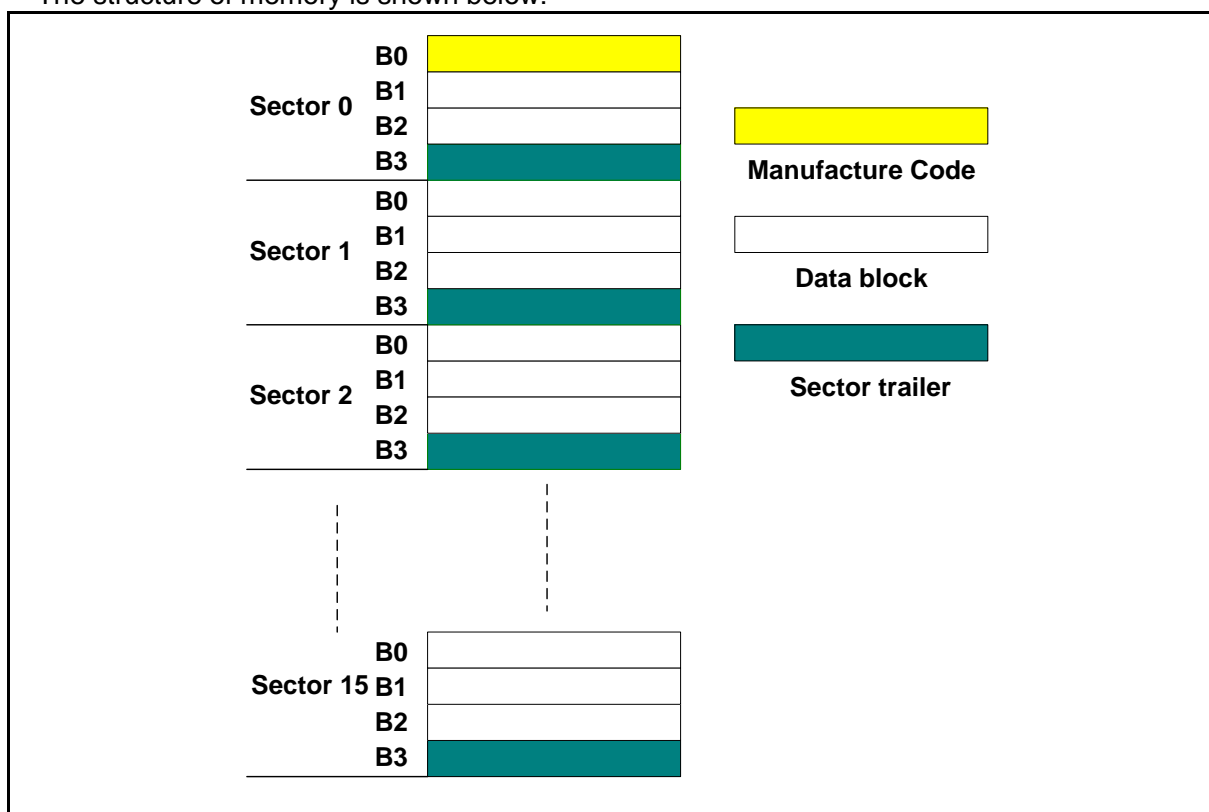 The structure of memory is shown below:
B0
B1
Sector 0
B2
B3
B0
B1
Sector 1
B2
B3
B0
B1
Sector 2
B2
B3
B0
Sector 15 B1
B2
B3
Manufacture Code
Data block
Sector trailer